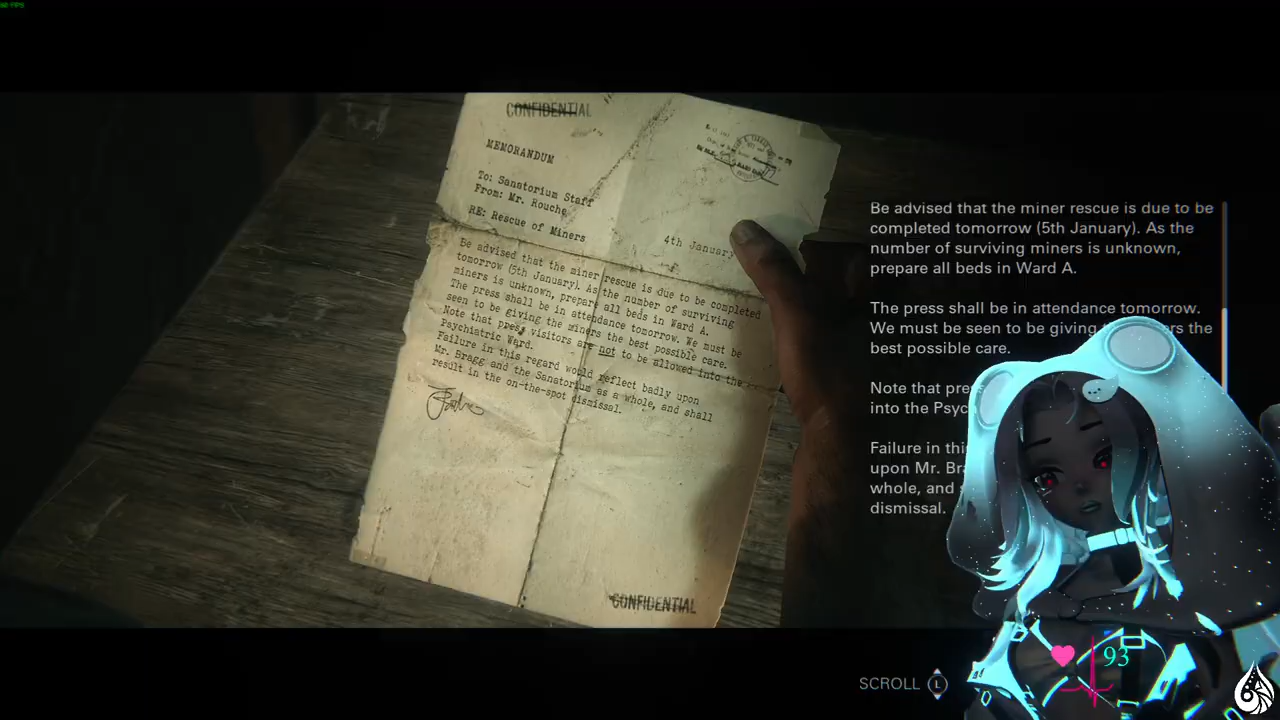 CONFIDENTIAL
MEMORANDUM
To: Sanatorium Staff
From: Mr. Rouche
RE: Rescue of Miners
4th January
Be advised that the miner rescue is due to be completed
tomorrow (5th January). As the number of surviving
miners is unknown, prepare all beds in Ward A.
The press shall be in attendance tomorrow. We must be
seen to be giving the miners the best possible care.
Note that press visitors are not to be allowed into the
Psychiatric Ward.
Failure in this regard would reflect badly upon
Mr. Bragg and the Sanatorium as a whole, and shall
result in the on-the-spot dismissal.
CONFIDENTIAL
Be advised that the miner rescue is due to be
completed tomorrow (5th January). As the
number of surviving miners is unknown,
prepare all beds in Ward A.
The press shall be in attendance tomorrow.
We must be seen to be giving the
best possible care.
Note that
into the
Failure in
upon Mr.
whole, and
dismissal.
SCROLL L
93